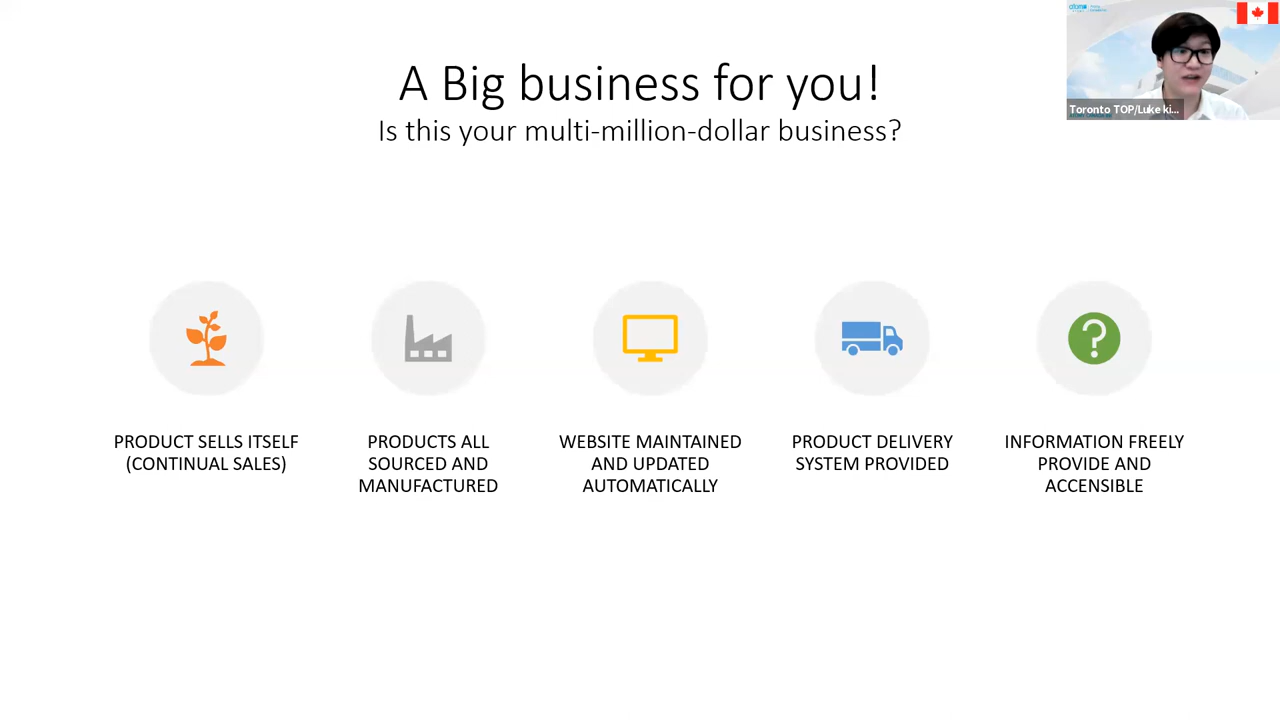 A Big business for you!
Is this your multi-million-dollar business?
Toronto TOP/Luke ki...
PRODUCT SELLS ITSELF
(CONTINUAL SALES)
PRODUCTS ALL
SOURCED AND
MANUFACTURED
WEBSITE MAINTAINED
AND UPDATED
AUTOMATICALLY
PRODUCT DELIVERY
SYSTEM PROVIDED
INFORMATION FREELY
PROVIDE AND
ACCENSIBLE